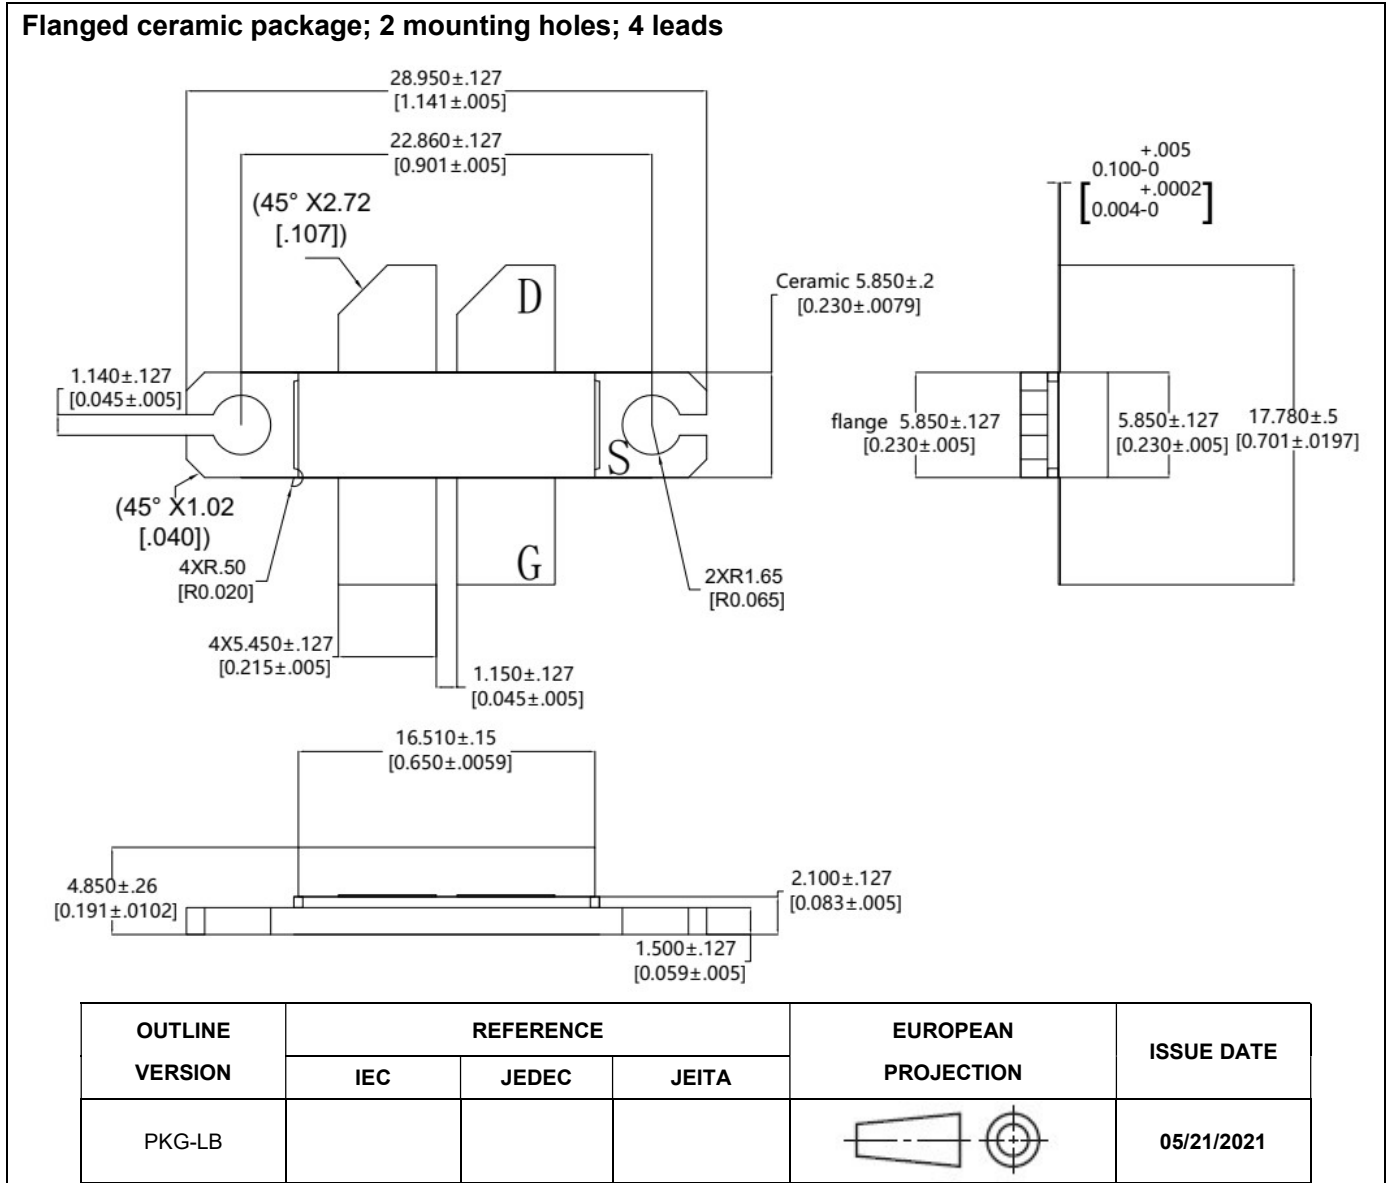 Flanged ceramic package; 2 mounting holes; 4 leads
28.950±.127
[1.141±.005]
22.860±.127
[0.901±.005]
+.005
0.100-0
+.0002
[0.004-0]
(45° X2.72
[.107])
D
Ceramic 5.850±.2
[0.230±.0079]
1.140±.127
[0.045±.005]
flange 5.850±.127
[0.230±.005]
5.850±.127
[0.230±.005]
17.780±.5
[0.701±.0197]
S
(45° X1.02
[.040])
4XR.50
[R0.020]
G
2XR1.65
[R0.065]
4X5.450±.127
[0.215±.005]
1.150±.127
[0.045±.005]
16.510±.15
[0.650±.0059]
4.850±.26
[0.191±.0102]
2.100±.127
[0.083±.005]
1.500±.127
[0.059±.005]
OUTLINE
VERSION
REFERENCE
EUROPEAN
PROJECTION
ISSUE DATE
IEC
JEDEC
JEITA
PKG-LB
05/21/2021